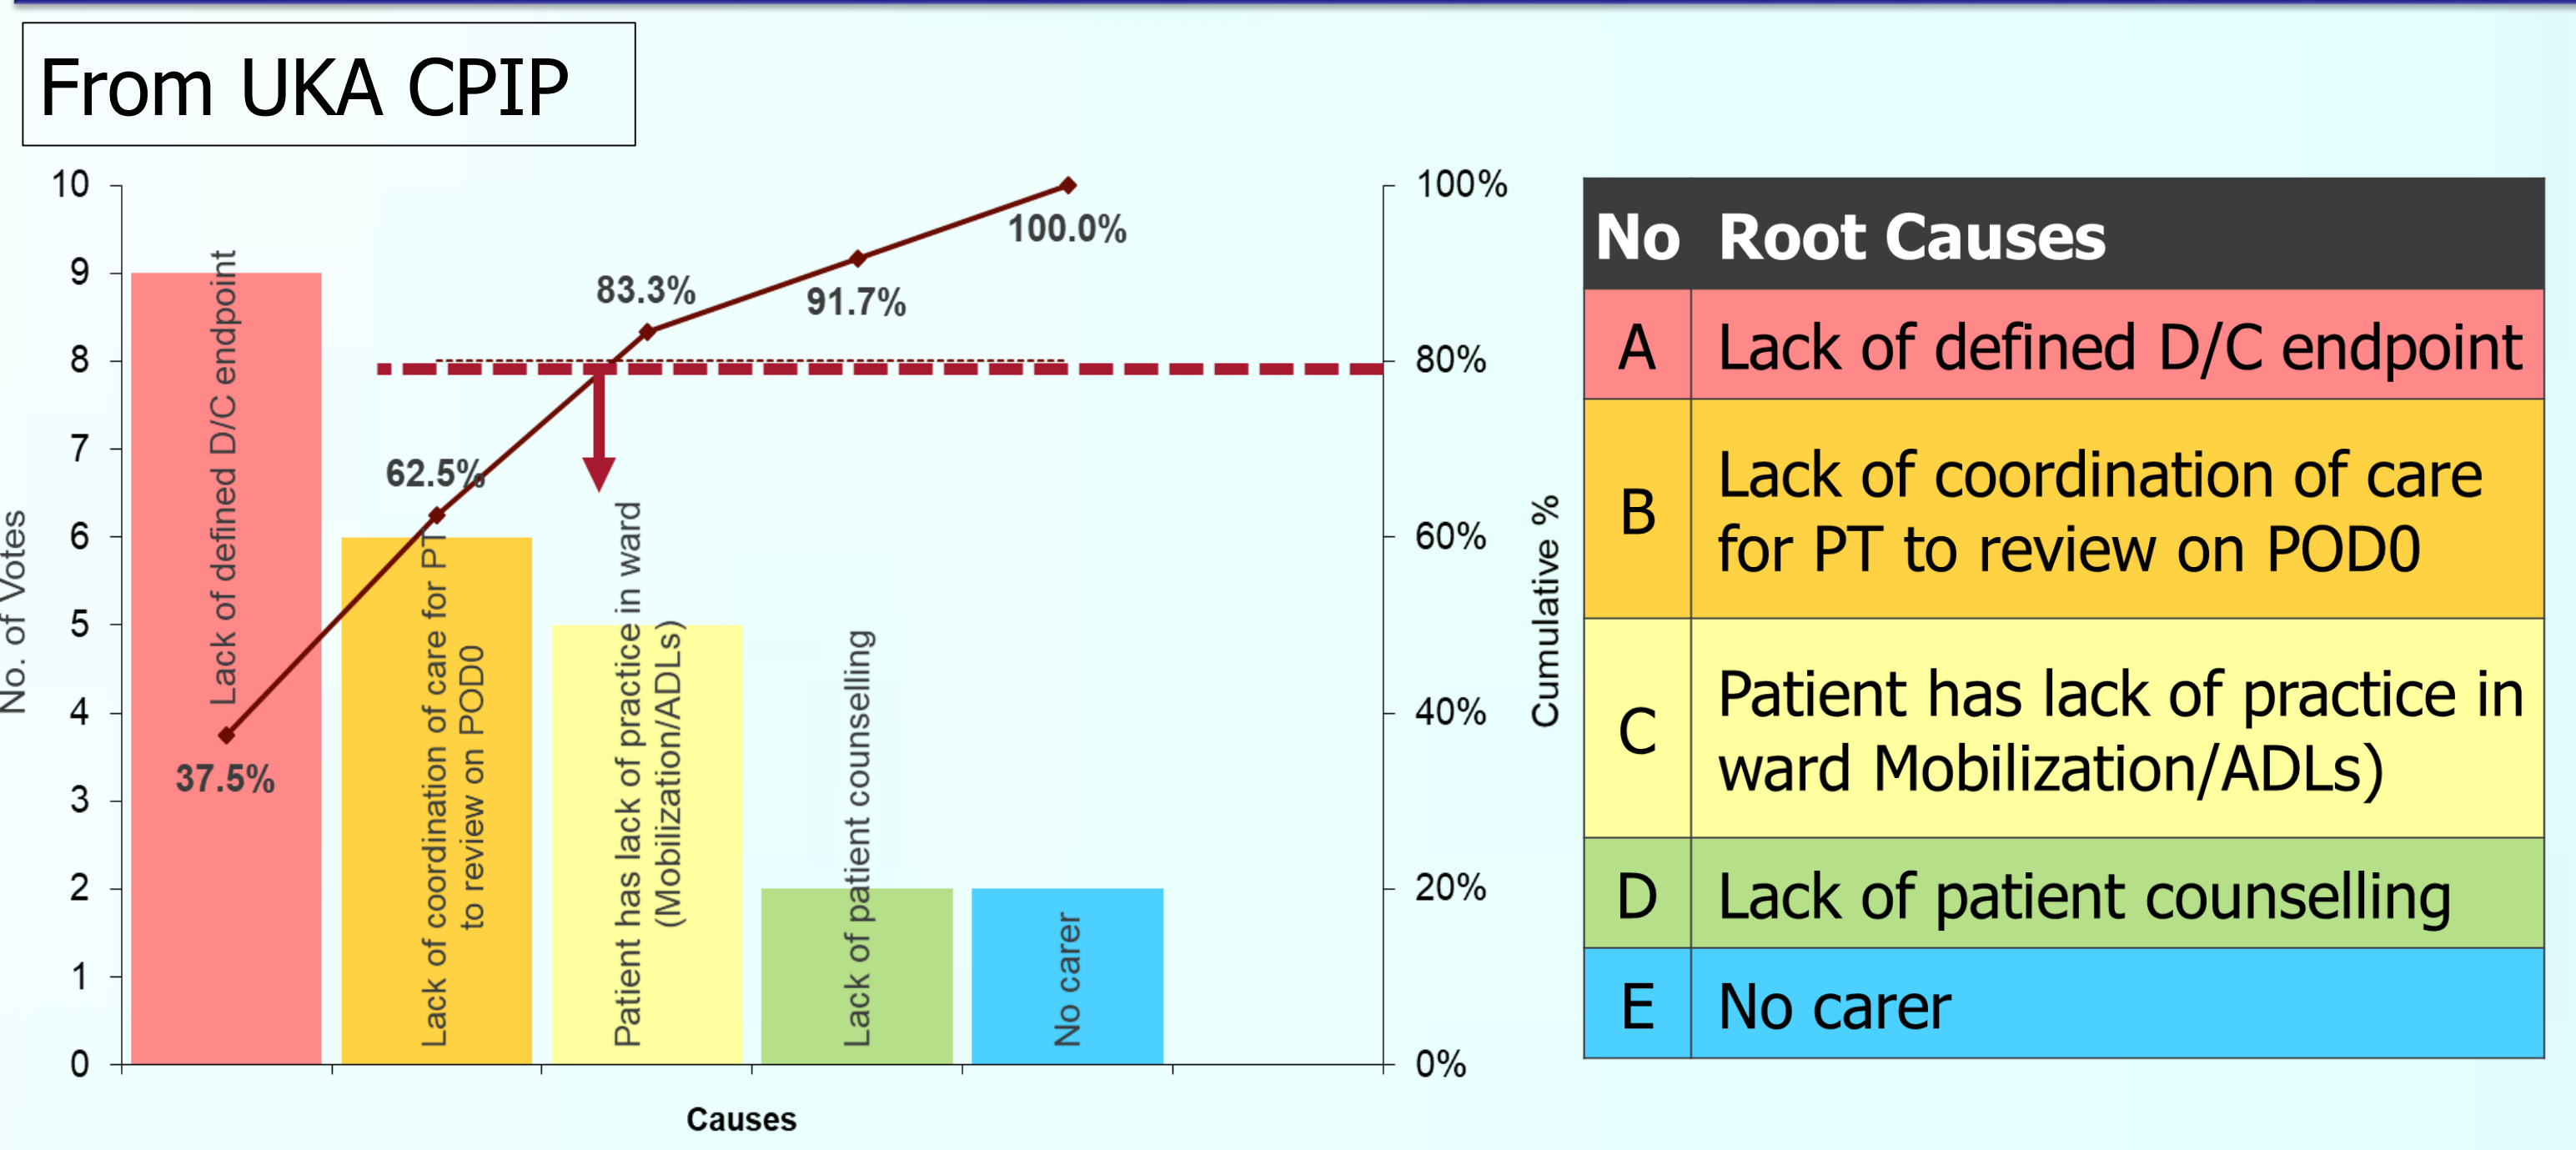 From UKA CPIP
10
9
8
7
6
5
4
3
2
1
0
No. of Votes
Lack of defined D/C endpoint
Lack of coordination of care for PT
to review on POD0
Patient has lack of practice in ward
(Mobilization/ADLs)
Lack of patient counselling
No carer
37.5%
62.5%
83.3%
91.7%
100.0%
100%
80%
60%
40%
20%
0%
Cumulative %
Causes
No Root Causes
A Lack of defined D/C endpoint
B Lack of coordination of care
for PT to review on POD0
C Patient has lack of practice in
ward Mobilization/ADLs)
D Lack of patient counselling
E No carer